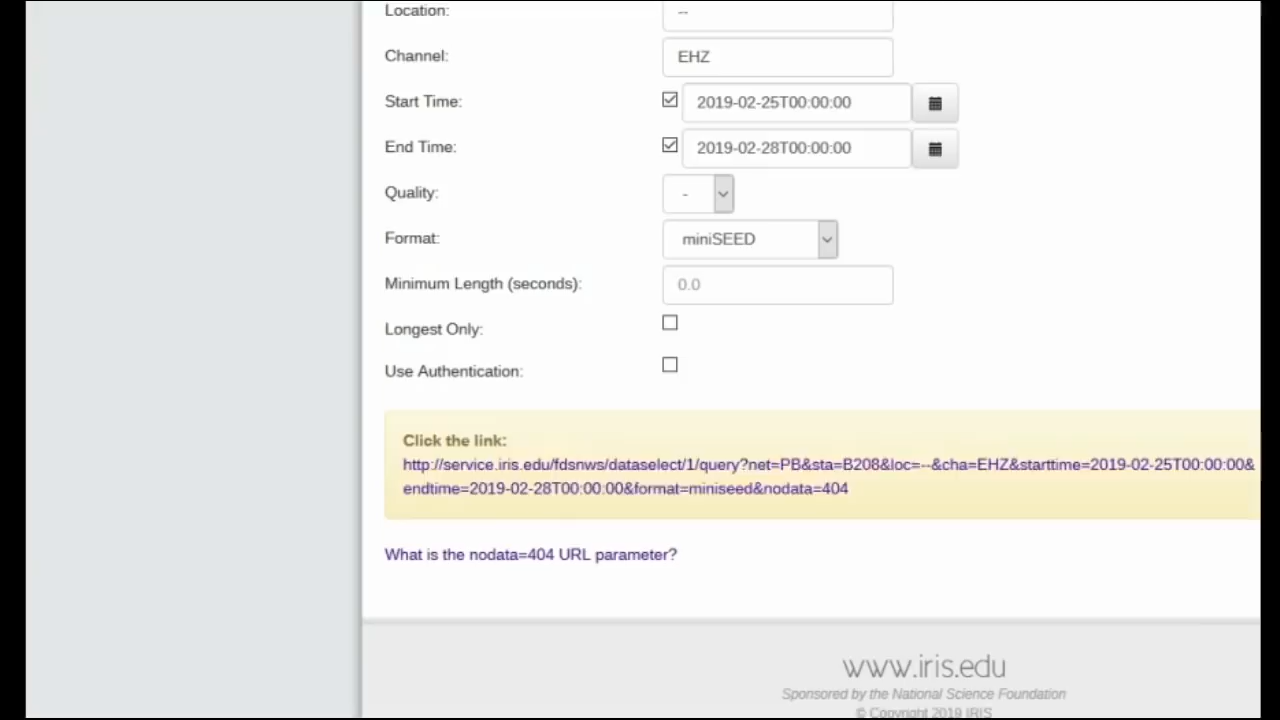 Location: --
Channel: EHZ
Start Time: 2019-02-25T00:00:00
End Time: 2019-02-28T00:00:00
Quality: -
Format: miniSEED
Minimum Length (seconds): 0.0
Longest Only:
Use Authentication:
Click the link:
http://service.iris.edu/fdsnws/dataselect/1/query?net=PB&sta=B208&loc=--&cha=EHZ&starttime=2019-02-25T00:00:00&
endtime=2019-02-28T00:00:00&format=miniseed&nodata=404
What is the nodata=404 URL parameter?
www.iris.edu
Sponsored by the National Science Foundation
© Copyright 2019 IRIS